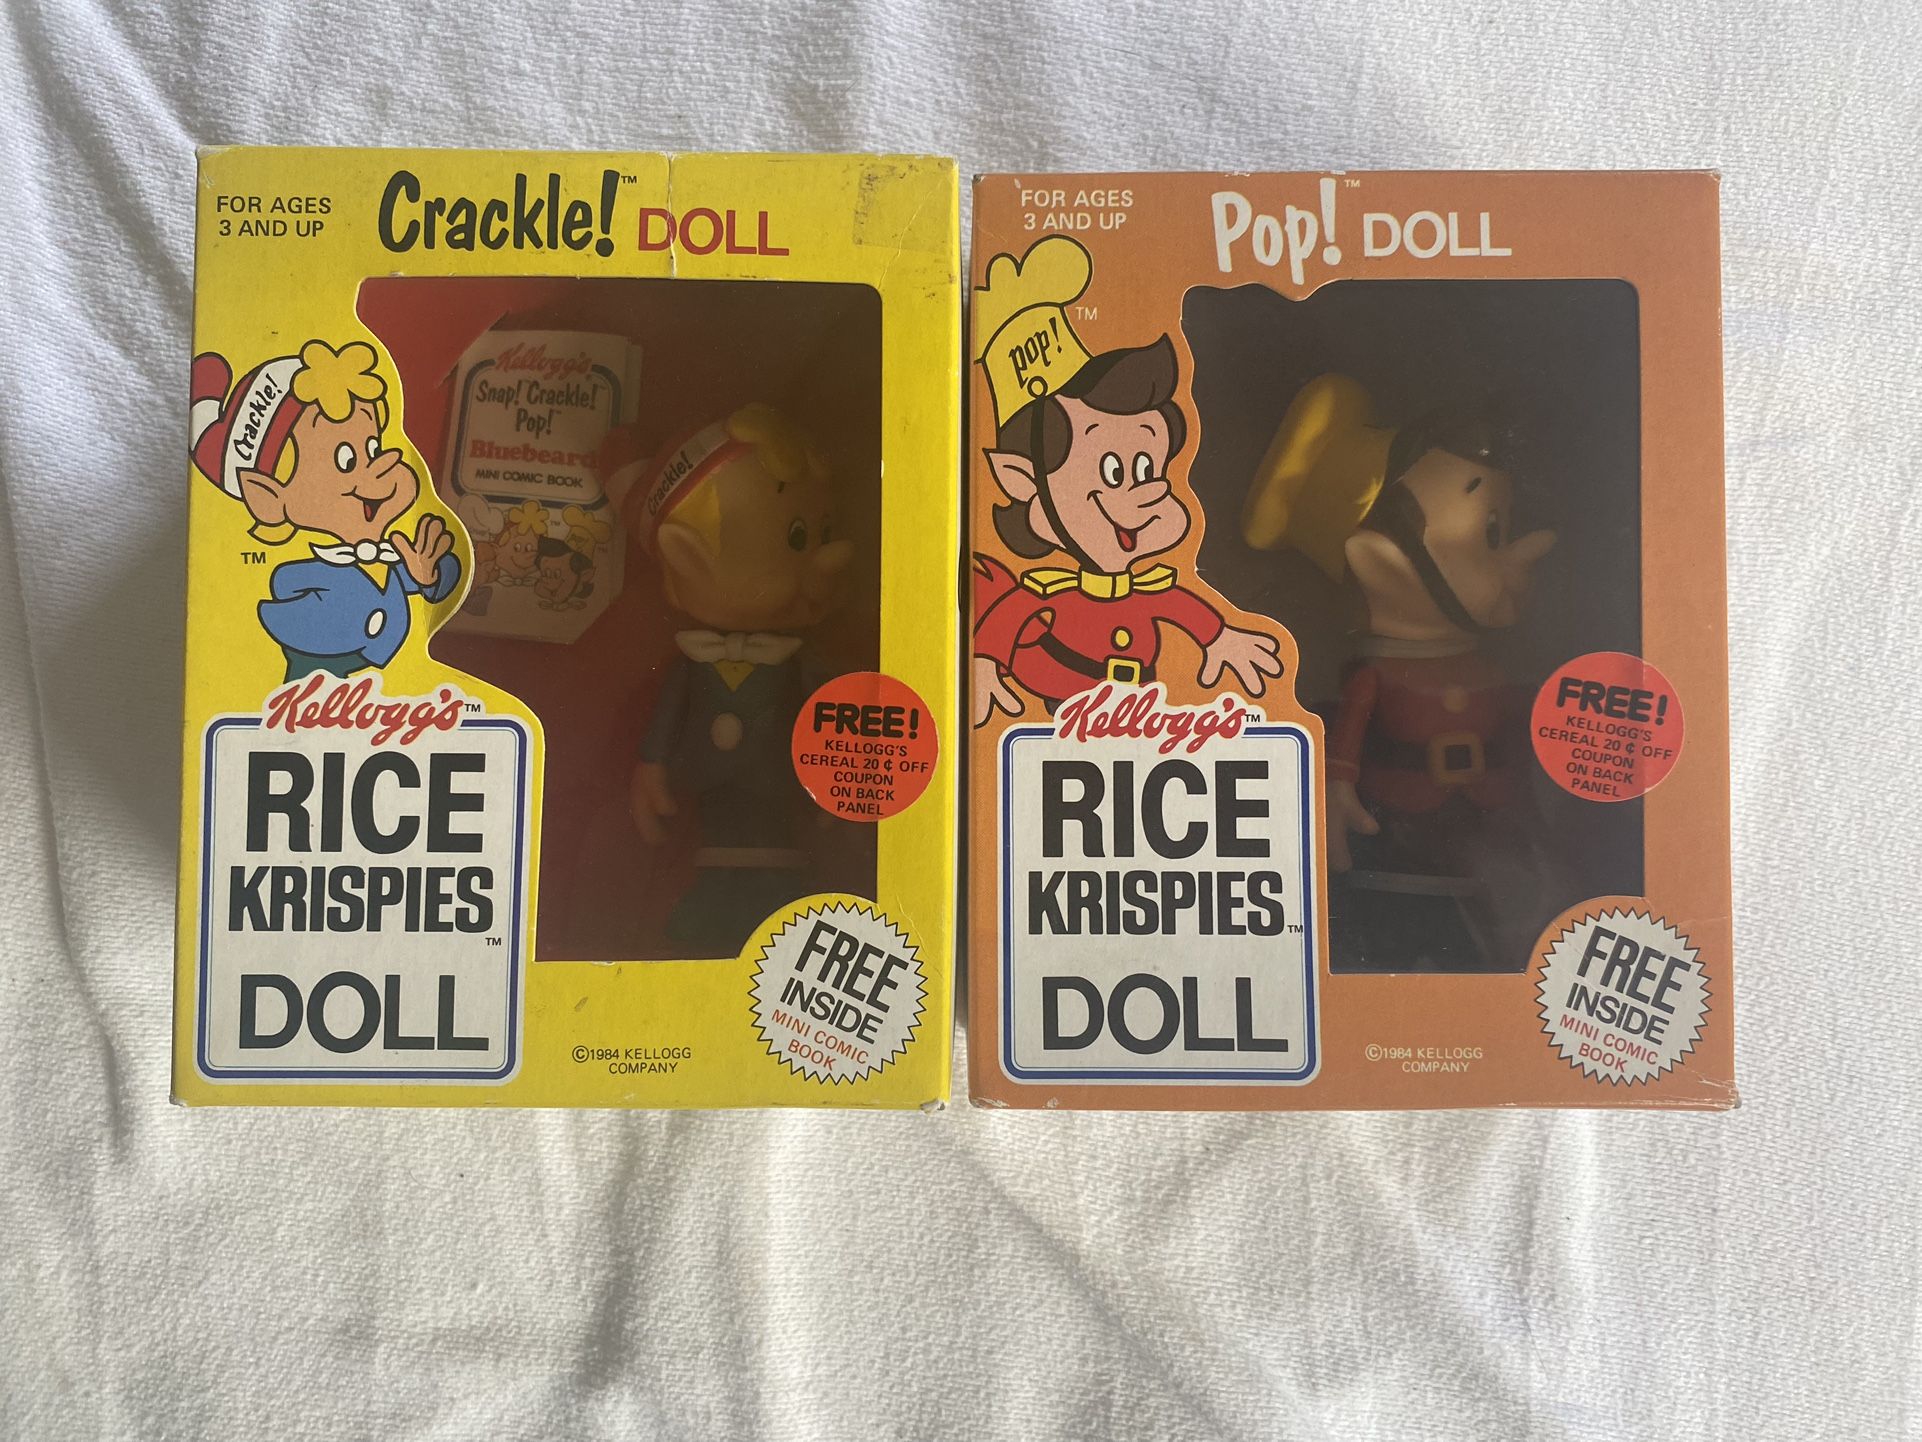 FOR AGES
3 AND UP
Crackle!™ DOLL
Crackle!
TM
Kellogg's
Snap! Crackle!
Pop!™
Bluebeard
MINI COMIC BOOK
Crackle!
FREE!
KELLOGG'S
CEREAL 20 ¢ OFF
COUPON
ON BACK
PANEL
Kellogg's™
RICE
KRISPIES™
DOLL
FREE
INSIDE
MINI COMIC
BOOK
©1984 KELLOGG
COMPANY
FOR AGES
3 AND UP
Pop!™ DOLL
TM
pop!
FREE!
KELLOGG'S
CEREAL 20 ¢ OFF
COUPON
ON BACK
PANEL
Kellogg's™
RICE
KRISPIES™
DOLL
FREE
INSIDE
MINI COMIC
BOOK
©1984 KELLOGG
COMPANY